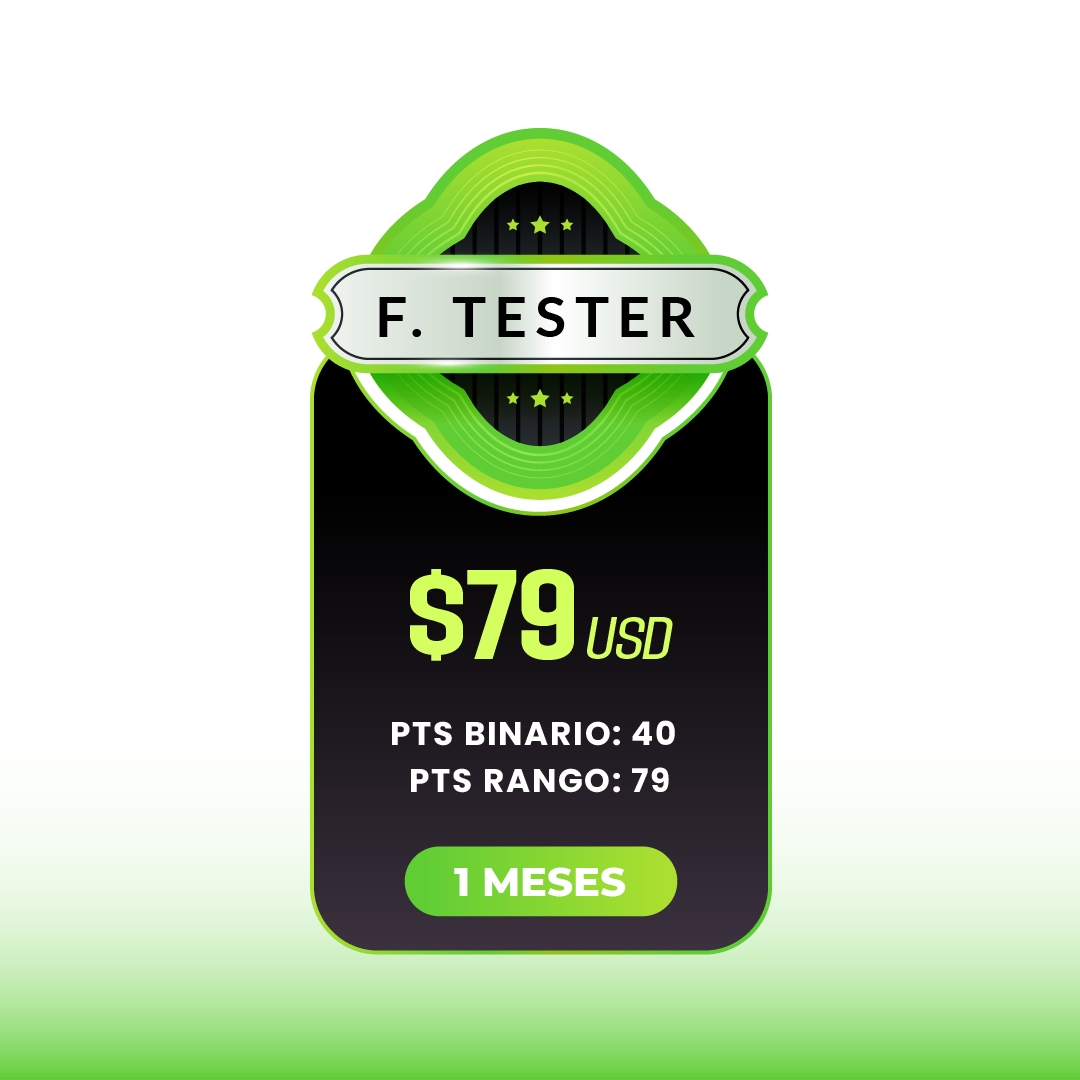 F. TESTER
$79 USD
PTS BINARIO: 40
PTS RANGO: 79
1 MESES